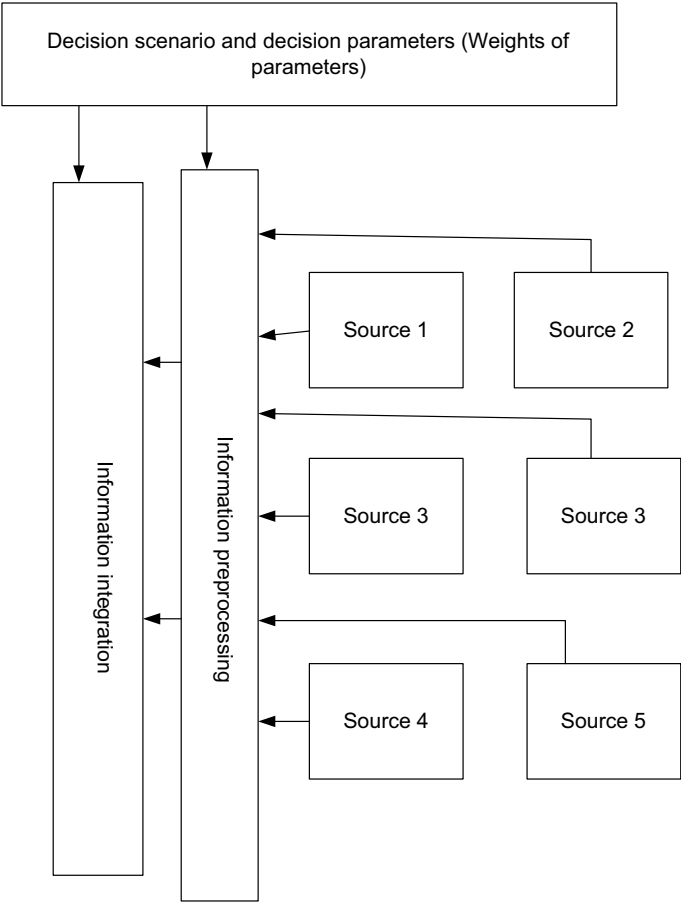 Decision scenario and decision parameters (Weights of
parameters)
Source 1
Source 2
Information integration
Information preprocessing
Source 3
Source 3
Source 4
Source 5